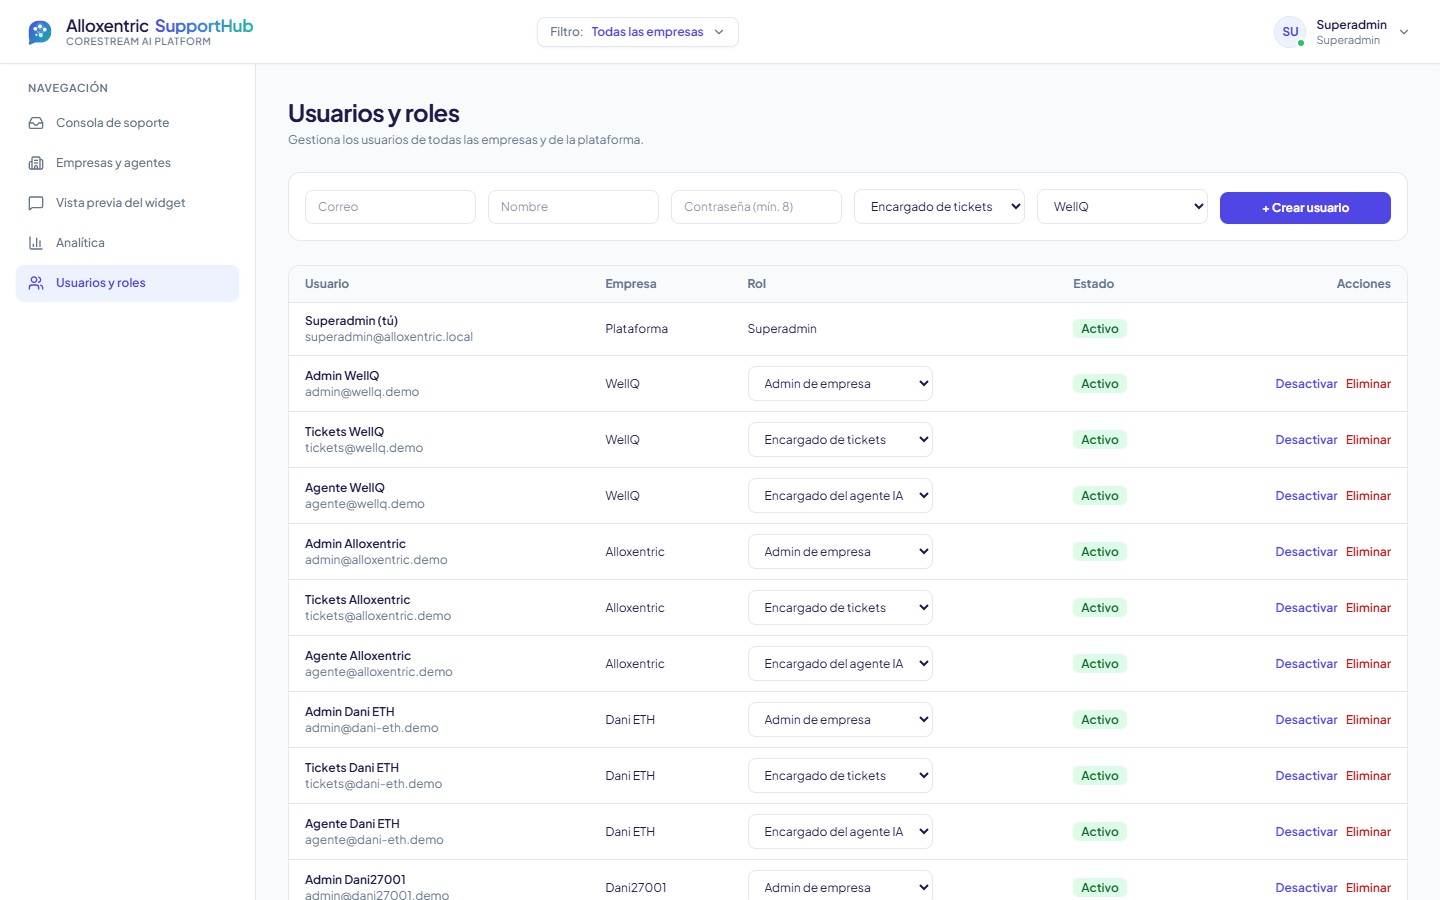 Alloxentric SupportHub
CORESTREAM AI PLATFORM
Filtro: Todas las empresas
SU
Superadmin
Superadmin
NAVEGACIÓN
Consola de soporte
Empresas y agentes
Vista previa del widget
Analítica
Usuarios y roles
Usuarios y roles
Gestiona los usuarios de todas las empresas y de la plataforma.
Correo
Nombre
Contraseña (mín. 8)
Encargado de tickets
WellQ
+ Crear usuario
Usuario Empresa Rol Estado Acciones
Superadmin (tú)
superadmin@alloxentric.local
Plataforma Superadmin Activo
Admin WellQ
admin@wellq.demo
WellQ Admin de empresa Activo Desactivar Eliminar
Tickets WellQ
tickets@wellq.demo
WellQ Encargado de tickets Activo Desactivar Eliminar
Agente WellQ
agente@wellq.demo
WellQ Encargado del agente IA Activo Desactivar Eliminar
Admin Alloxentric
admin@alloxentric.demo
Alloxentric Admin de empresa Activo Desactivar Eliminar
Tickets Alloxentric
tickets@alloxentric.demo
Alloxentric Encargado de tickets Activo Desactivar Eliminar
Agente Alloxentric
agente@alloxentric.demo
Alloxentric Encargado del agente IA Activo Desactivar Eliminar
Admin Dani ETH
admin@dani-eth.demo
Dani ETH Admin de empresa Activo Desactivar Eliminar
Tickets Dani ETH
tickets@dani-eth.demo
Dani ETH Encargado de tickets Activo Desactivar Eliminar
Agente Dani ETH
agente@dani-eth.demo
Dani ETH Encargado del agente IA Activo Desactivar Eliminar
Admin Dani27001
admin@dani27001.demo
Dani27001 Admin de empresa Activo Desactivar Eliminar